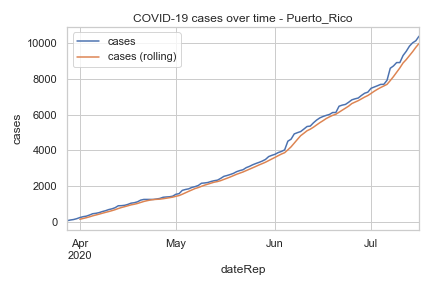 COVID-19 cases over time - Puerto_Rico
cases
cases (rolling)
10000
8000
6000
4000
2000
0
cases
Apr
2020
May
Jun
Jul
dateRep